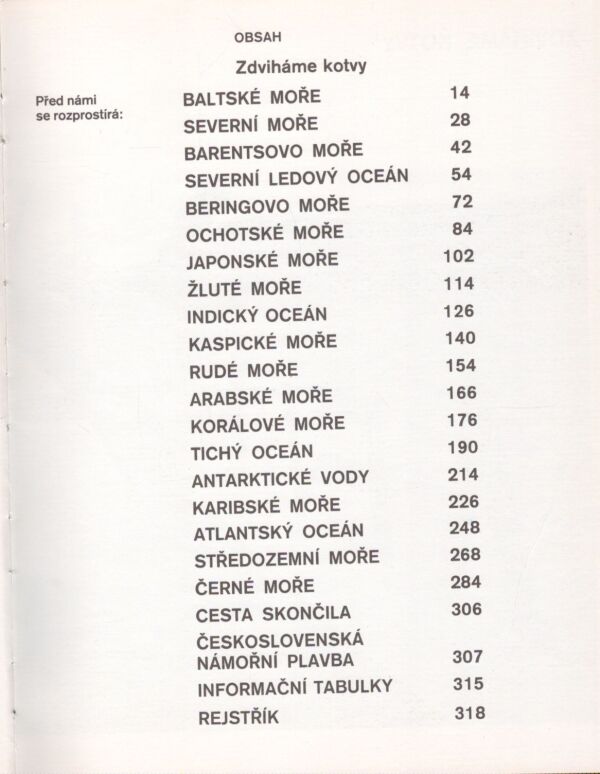 OBSAH
Zdviháme kotvy
Před námi
se rozprostírá:
BALTSKÉ MOŘE 14
SEVERNÍ MOŘE 28
BARENTSOVO MOŘE 42
SEVERNÍ LEDOVÝ OCEÁN 54
BERINGOVO MOŘE 72
OCHOTSKÉ MOŘE 84
JAPONSKÉ MOŘE 102
ŽLUTÉ MOŘE 114
INDICKÝ OCEÁN 126
KASPICKÉ MOŘE 140
RUDÉ MOŘE 154
ARABSKÉ MOŘE 166
KORÁLOVÉ MOŘE 176
TICHÝ OCEÁN 190
ANTARKTICKÉ VODY 214
KARIBSKÉ MOŘE 226
ATLANTSKÝ OCEÁN 248
STŘEDOZEMNÍ MOŘE 268
ČERNÉ MOŘE 284
CESTA SKONČILA 306
ČESKOSLOVENSKÁ
NÁMOŘNÍ PLAVBA 307
INFORMAČNÍ TABULKY 315
REJSTŘÍK 318